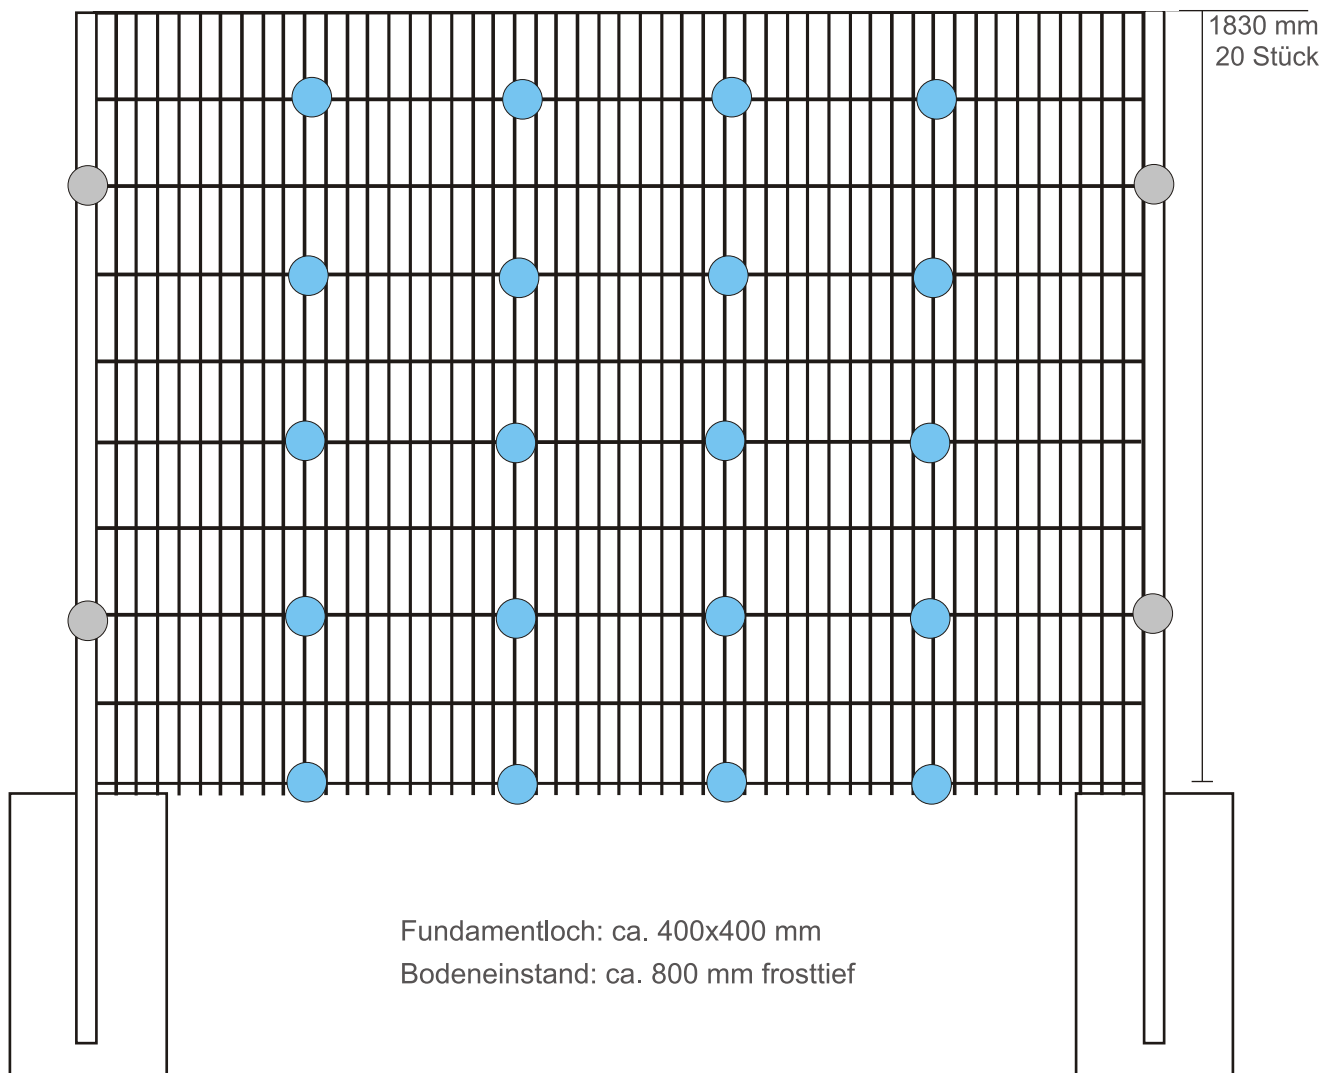 1830 mm
20 Stück
Fundamentloch: ca. 400x400 mm
Bodeneinstand: ca. 800 mm frosttief